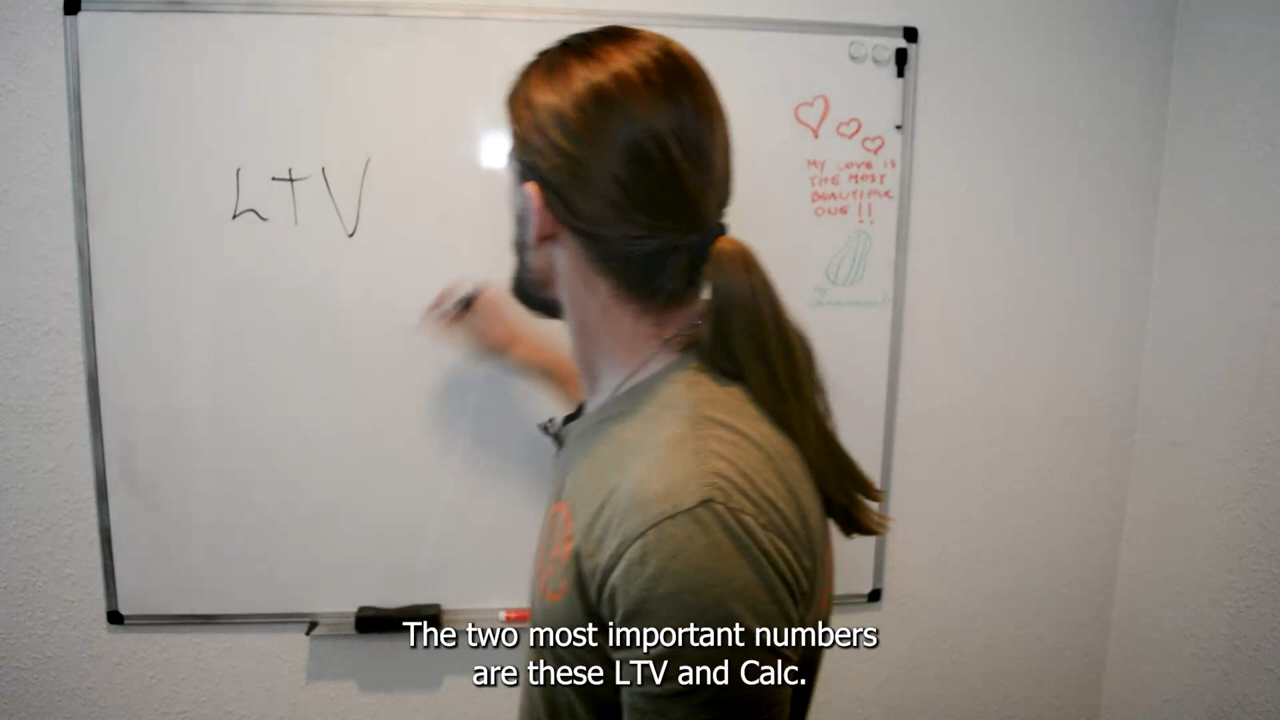 LTV
MY LOVE IS
THE MOST
BEAUTIFUL
ONE !!
The two most important numbers
are these LTV and Calc.